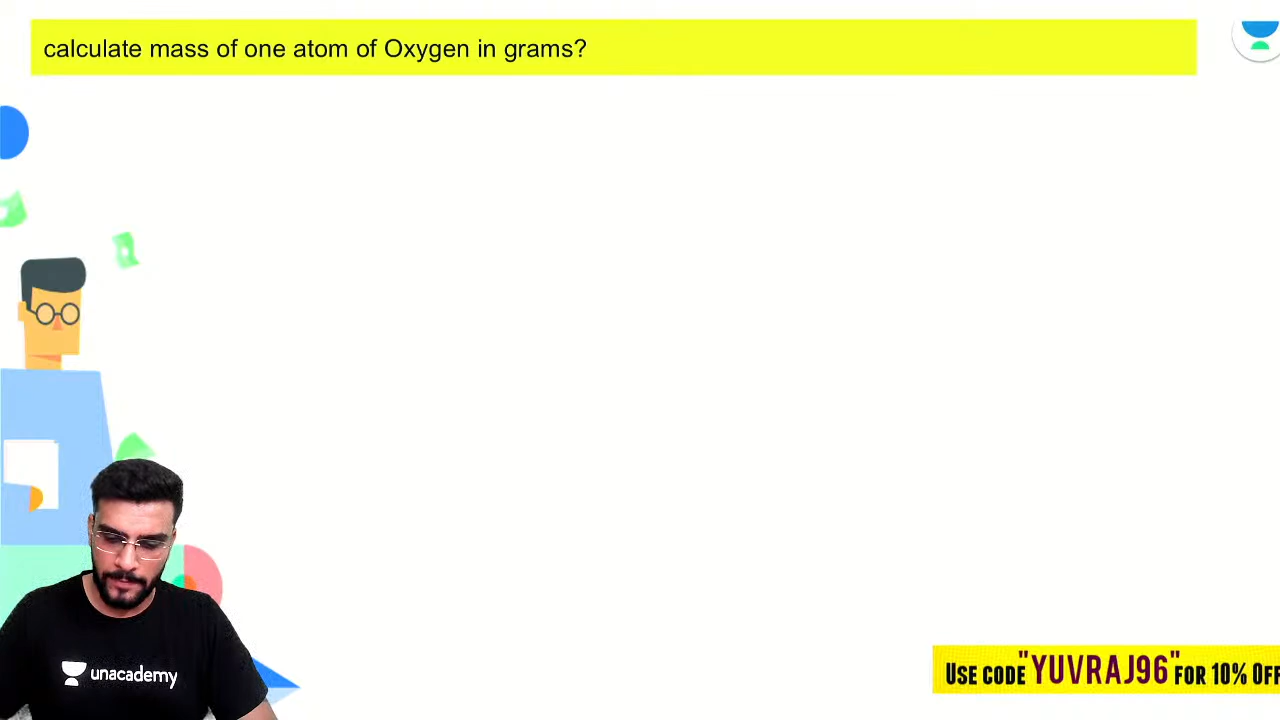 calculate mass of one atom of Oxygen in grams?
unacademy
USE CODE "YUVRAJ96" FOR 10% OFF